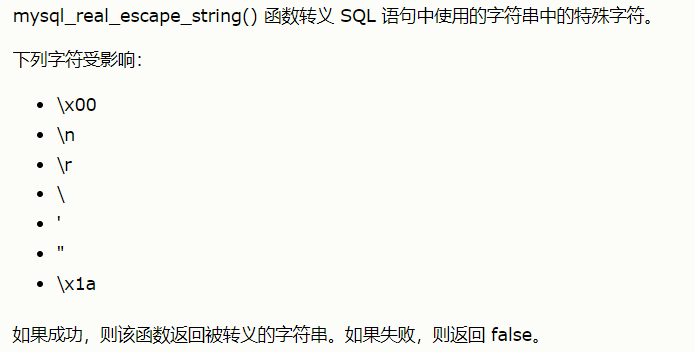 mysql_real_escape_string() 函数转义 SQL 语句中使用的字符串中的特殊字符。
下列字符受影响：
• \x00
• \n
• \r
• \
• '
• "
• \x1a
如果成功，则该函数返回被转义的字符串。如果失败，则返回 false。